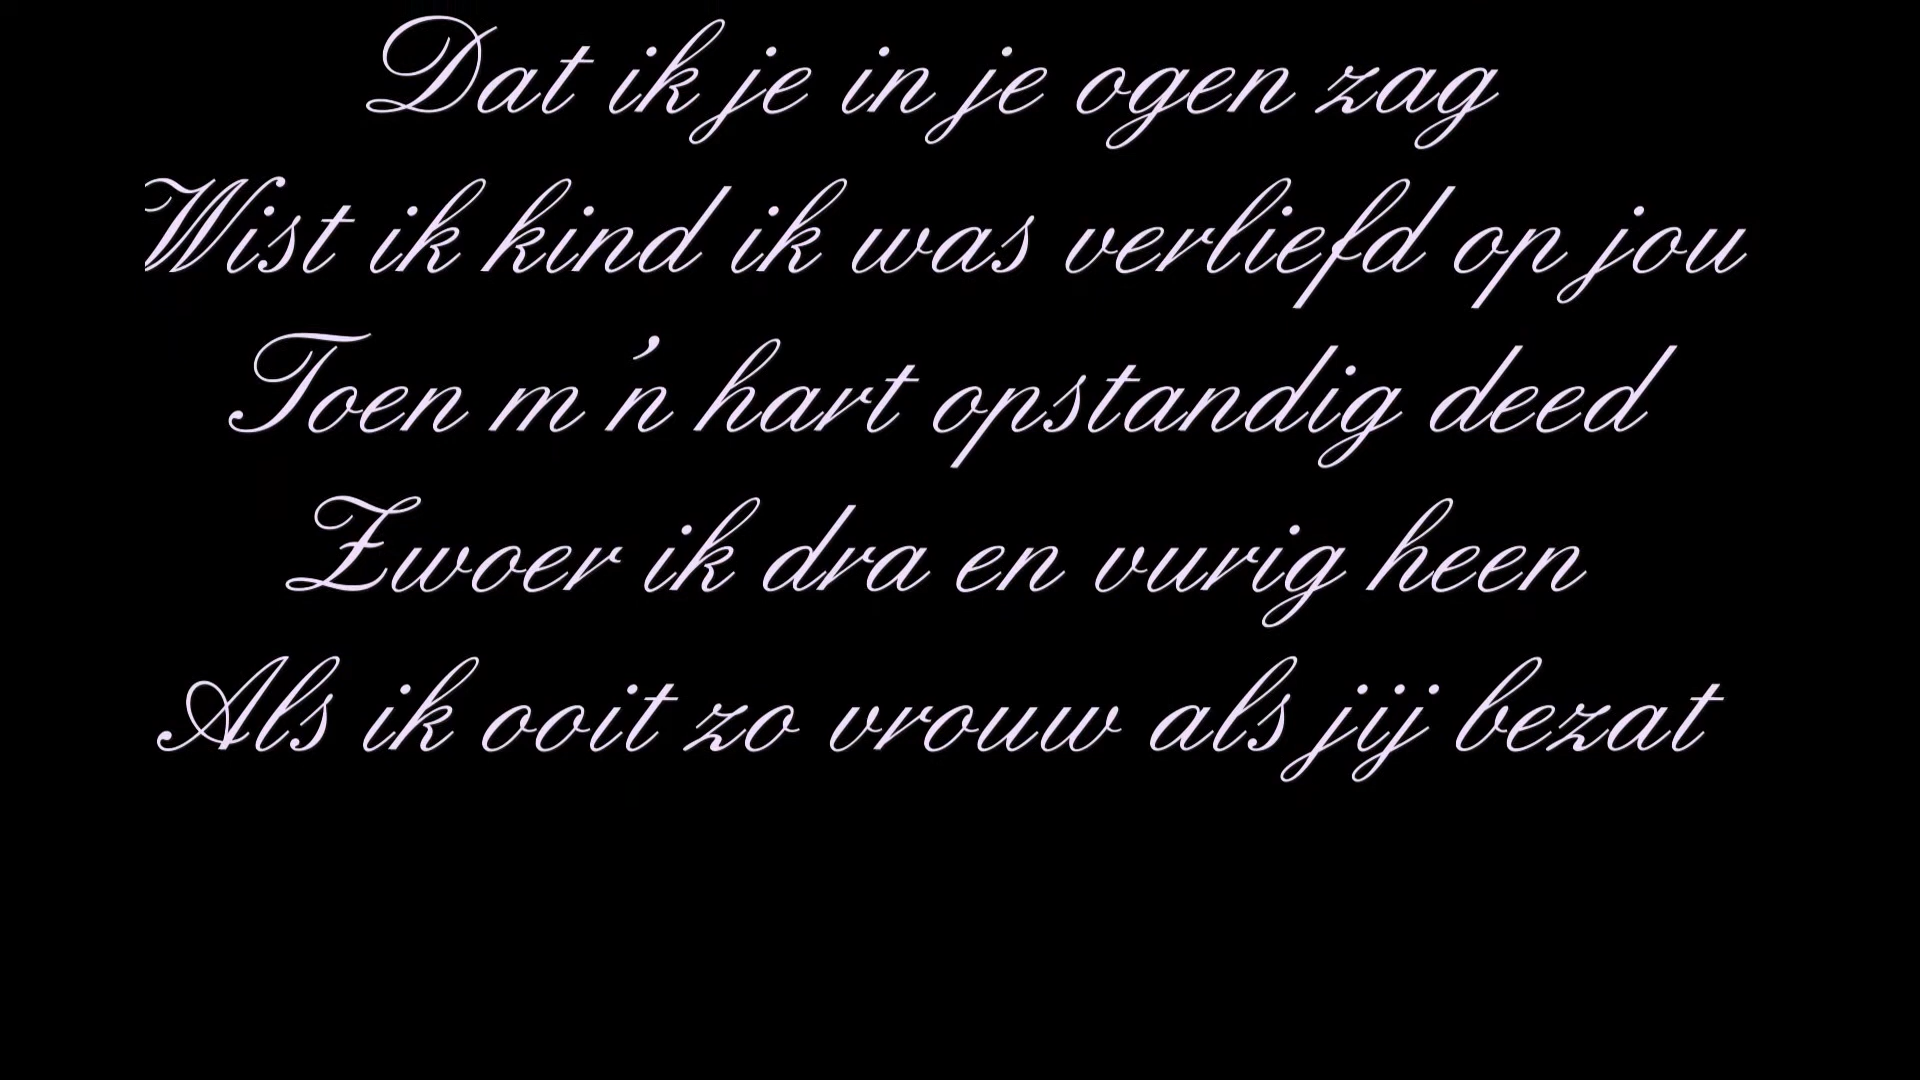 Dat ik je in je ogen zag
Wist ik kind ik was verliefd op jou
Toen m'n hart opstandig deed
Zwoer ik dra en vurig heen
Als ik ooit zo vrouw als jij bezat